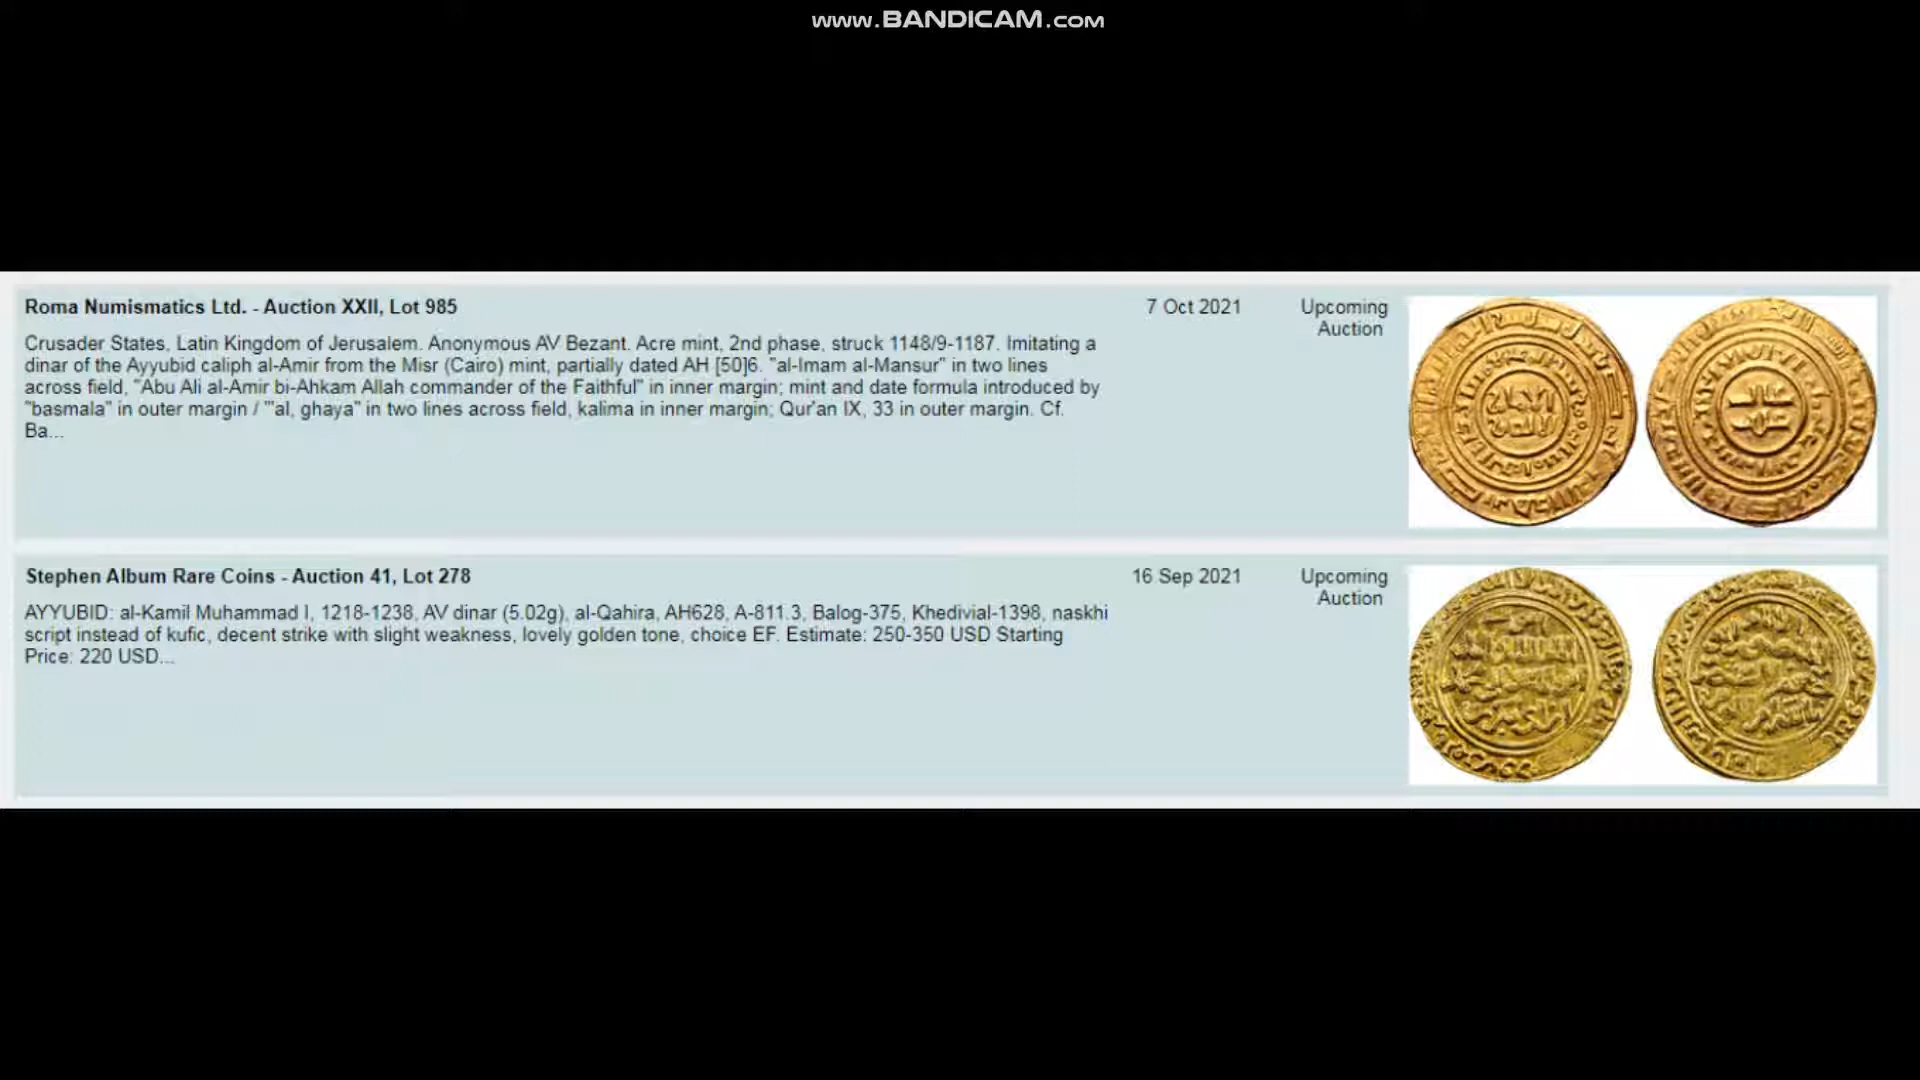 www.BANDICAM.com
Roma Numismatics Ltd. - Auction XXII, Lot 985
7 Oct 2021
Upcoming
Auction
Crusader States, Latin Kingdom of Jerusalem. Anonymous AV Bezant. Acre mint, 2nd phase, struck 1148/9-1187. Imitating a
dinar of the Ayyubid caliph al-Amir from the Misr (Cairo) mint, partially dated AH [50]6. "al-Imam al-Mansur" in two lines
across field, "Abu Ali al-Amir bi-Ahkam Allah commander of the Faithful" in inner margin; mint and date formula introduced by
"basmala" in outer margin / "'al, ghaya" in two lines across field, kalima in inner margin; Qur'an IX, 33 in outer margin. Cf.
Ba...
Stephen Album Rare Coins - Auction 41, Lot 278
16 Sep 2021
Upcoming
Auction
AYYUBID: al-Kamil Muhammad I, 1218-1238, AV dinar (5.02g), al-Qahira, AH628, A-811.3, Balog-375, Khedivial-1398, naskhi
script instead of kufic, decent strike with slight weakness, lovely golden tone, choice EF. Estimate: 250-350 USD Starting
Price: 220 USD...